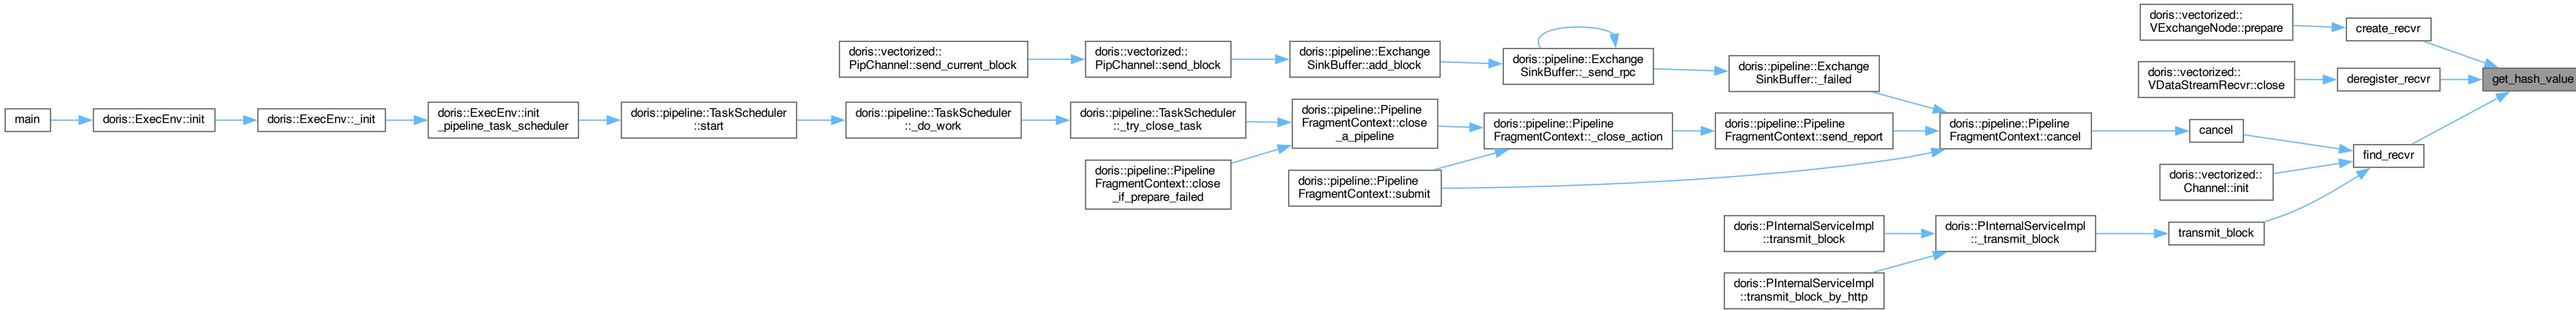 doris::vectorized::
VExchangeNode::prepare
create_recvr
doris::vectorized::
PipChannel::send_current_block
doris::vectorized::
PipChannel::send_block
doris::pipeline::Exchange
SinkBuffer::add_block
doris::pipeline::Exchange
SinkBuffer::_send_rpc
doris::pipeline::Exchange
SinkBuffer::_failed
doris::vectorized::
VDataStreamRecvr::close
deregister_recvr
get_hash_value
main
doris::ExecEnv::init
doris::ExecEnv::_init
doris::ExecEnv::init
_pipeline_task_scheduler
doris::pipeline::TaskScheduler
::start
doris::pipeline::TaskScheduler
::_do_work
doris::pipeline::TaskScheduler
::_try_close_task
doris::pipeline::Pipeline
FragmentContext::close
_a_pipeline
doris::pipeline::Pipeline
FragmentContext::_close_action
doris::pipeline::Pipeline
FragmentContext::send_report
doris::pipeline::Pipeline
FragmentContext::cancel
cancel
find_recvr
doris::pipeline::Pipeline
FragmentContext::close
_if_prepare_failed
doris::pipeline::Pipeline
FragmentContext::submit
doris::vectorized::
Channel::init
doris::PInternalServiceImpl
::transmit_block
doris::PInternalServiceImpl
::_transmit_block
transmit_block
doris::PInternalServiceImpl
::transmit_block_by_http